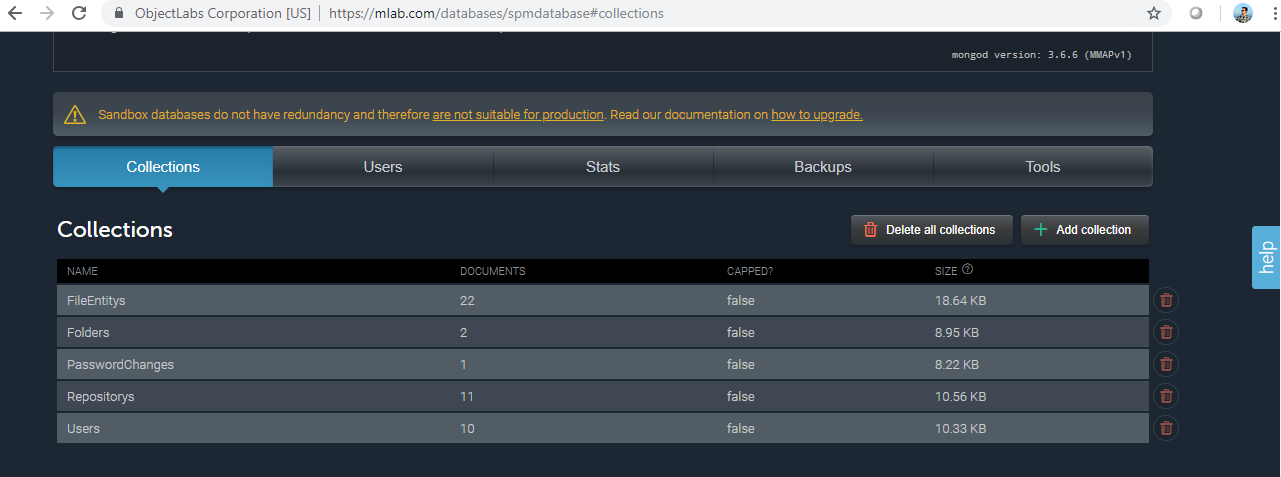 ObjectLabs Corporation [US] https://mlab.com/databases/spmdatabase#collections
mongod version: 3.6.6 (MMAPv1)
Sandbox databases do not have redundancy and therefore are not suitable for production. Read our documentation on how to upgrade.
Collections Users Stats Backups Tools
Collections Delete all collections Add collection
help
NAME DOCUMENTS CAPPED? SIZE ?
FileEntitys 22 false 18.64 KB
Folders 2 false 8.95 KB
PasswordChanges 1 false 8.22 KB
Repositorys 11 false 10.56 KB
Users 10 false 10.33 KB